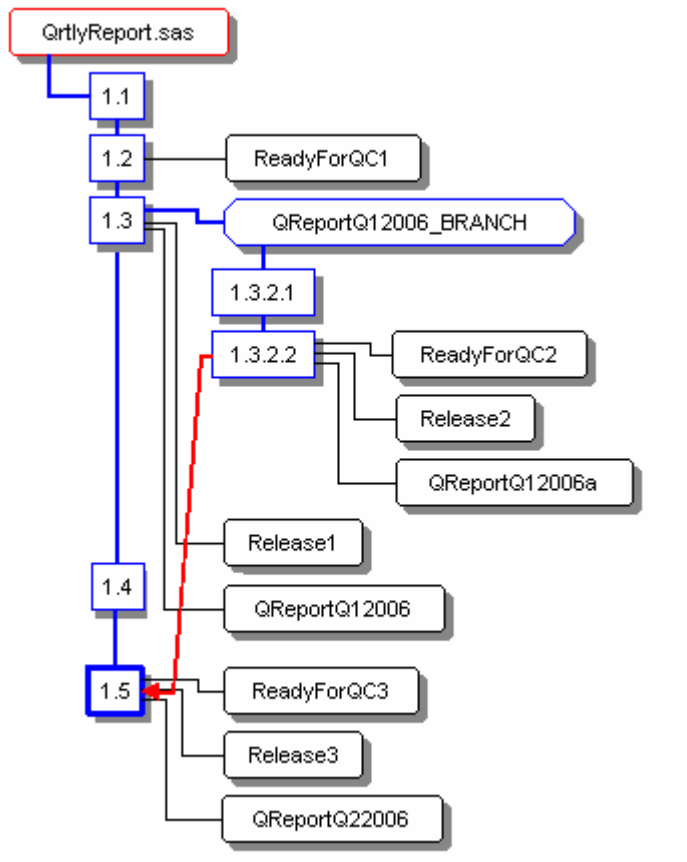 QrtlyReport.sas
1.1
1.2
ReadyForQC1
1.3
QReportQ12006_BRANCH
1.3.2.1
1.3.2.2
ReadyForQC2
Release2
QReportQ12006a
Release1
1.4
QReportQ12006
1.5
ReadyForQC3
Release3
QReportQ22006